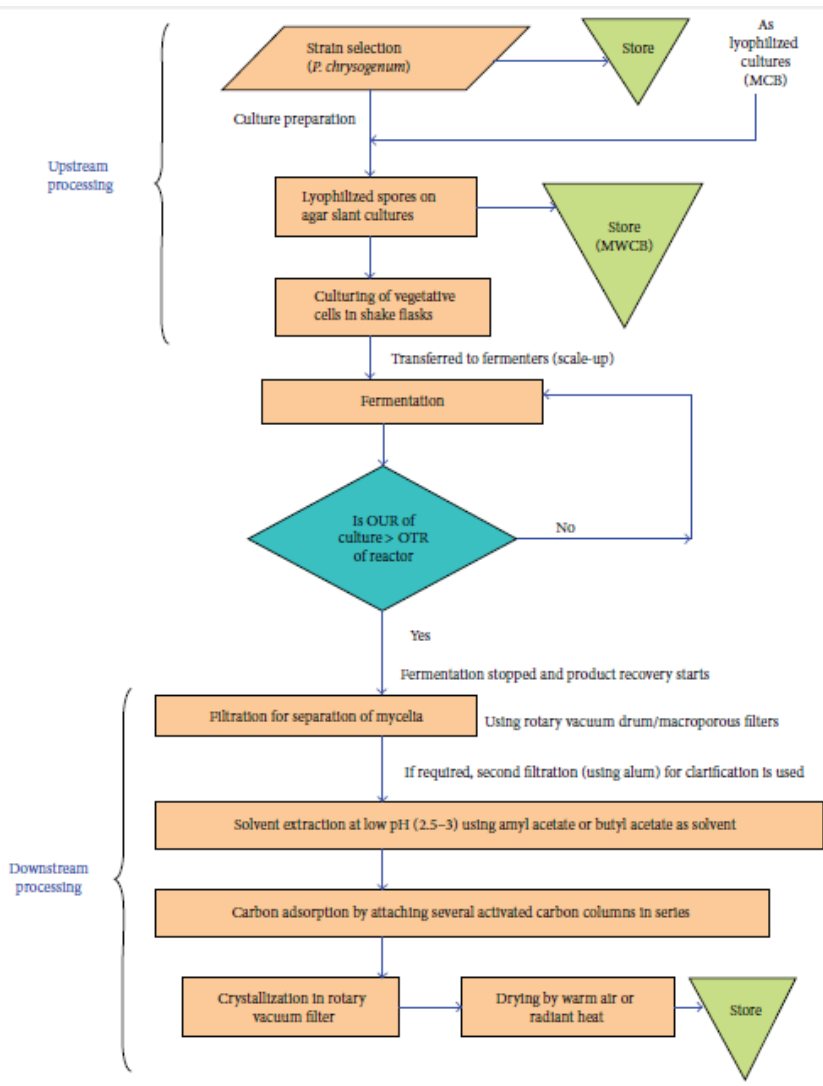 Strain selection
(P. chrysogenum)
Store
As
lyophilized
cultures
(MCB)
Culture preparation
Upstream
processing
Lyophilized spores on
agar slant cultures
Store
(MWCB)
Culturing of vegetative
cells in shake flasks
Transferred to fermenters (scale-up)
Fermentation
Is OUR of
culture > OTR
of reactor
No
Yes
Fermentation stopped and product recovery starts
Filtration for separation of mycelia
Using rotary vacuum drum/macroporous filters
If required, second filtration (using alum) for clarification is used
Solvent extraction at low pH (2.5–3) using amyl acetate or butyl acetate as solvent
Downstream
processing
Carbon adsorption by attaching several activated carbon columns in series
Crystallization in rotary
vacuum filter
Drying by warm air or
radiant heat
Store